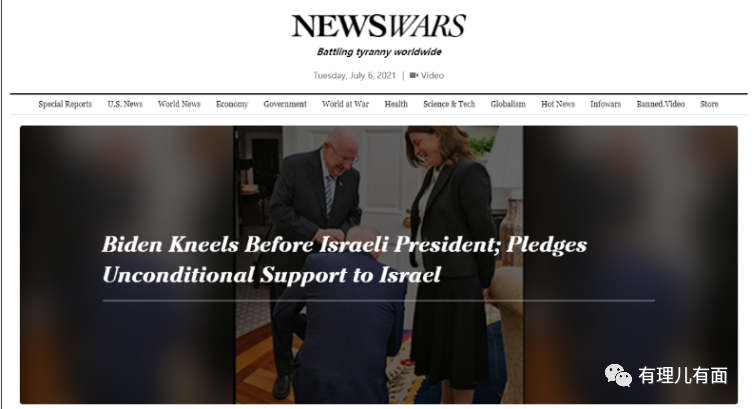 NEWSWARS
Battling tyranny worldwide
Tuesday, July 6, 2021 | Video
Special Reports U.S. News World News Economy Government World at War Health Science & Tech Globalism Hot News Infowars Banned.Video Store
Biden Kneels Before Israeli President; Pledges
Unconditional Support to Israel
有理儿有面